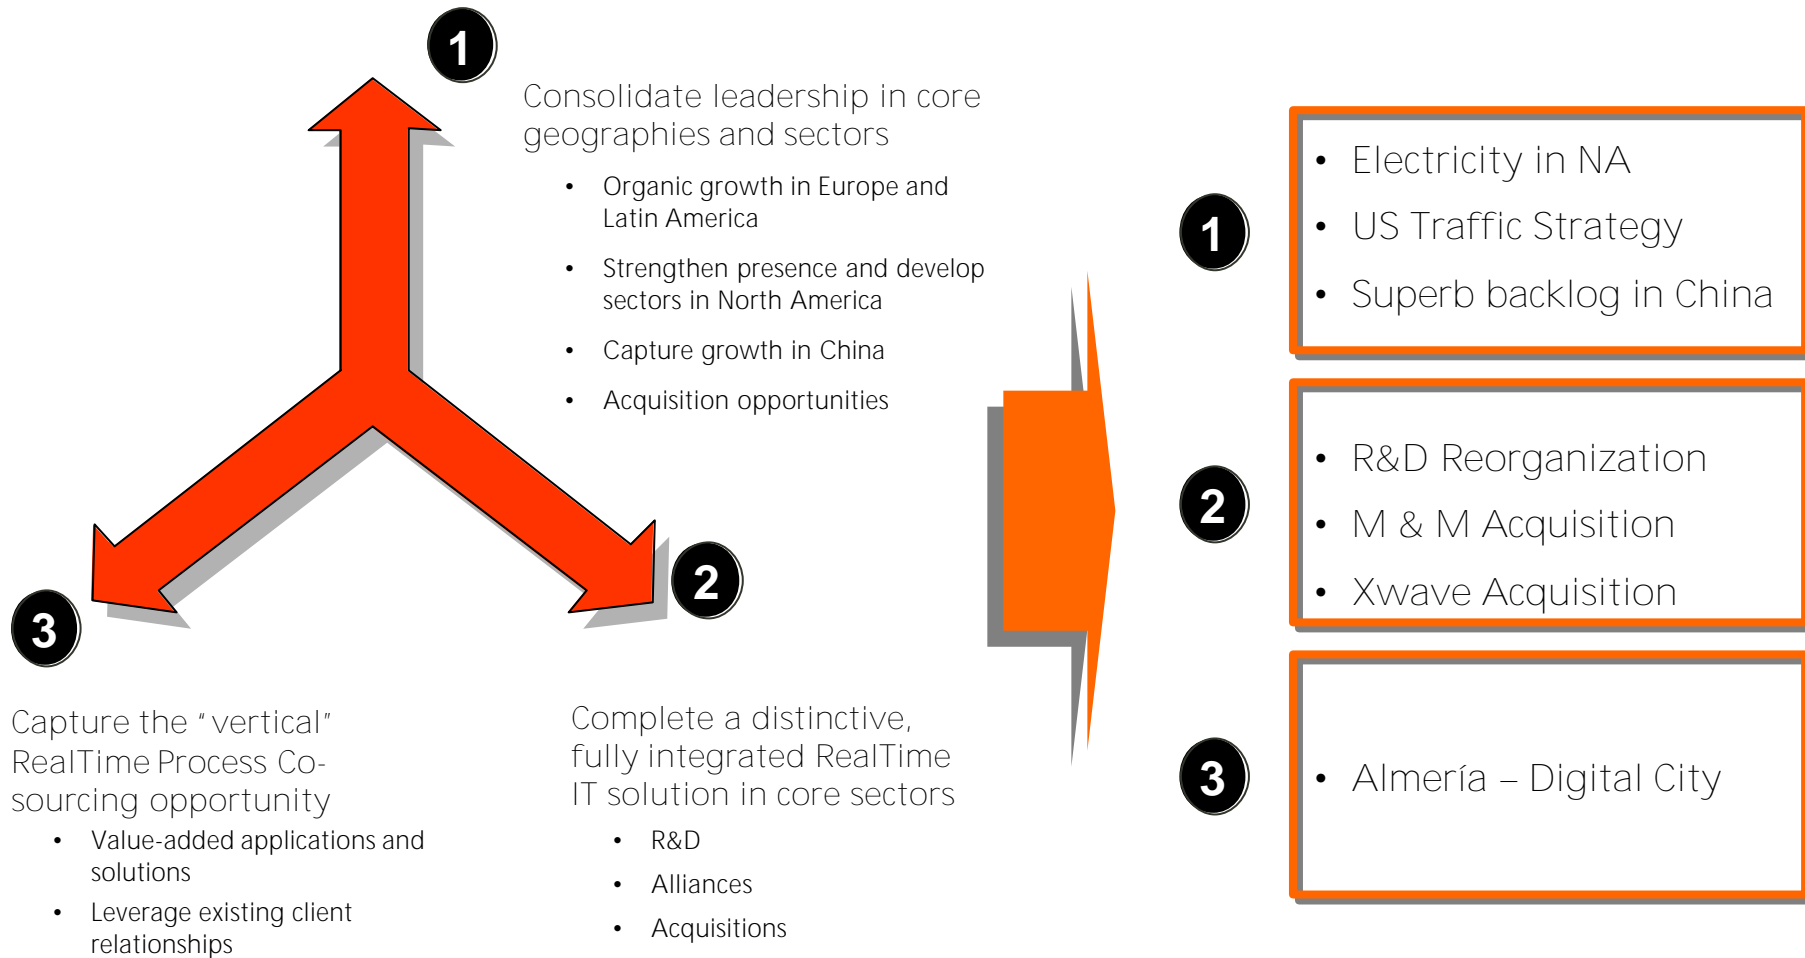 1
Consolidate leadership in core
geographies and sectors
• Organic growth in Europe and
Latin America
• Strengthen presence and develop
sectors in North America
• Capture growth in China
• Acquisition opportunities
2
Complete a distinctive,
fully integrated RealTime
IT solution in core sectors
• R&D
• Alliances
• Acquisitions
3
Capture the “vertical”
RealTime Process Co-
sourcing opportunity
• Value-added applications and
solutions
• Leverage existing client
relationships
1
• Electricity in NA
• US Traffic Strategy
• Superb backlog in China
2
• R&D Reorganization
• M & M Acquisition
• Xwave Acquisition
3
• Almería – Digital City